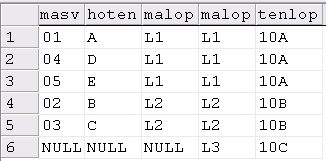 masv hoten malop malop tenlop
1 01 A L1 L1 10A
2 04 D L1 L1 10A
3 05 E L1 L1 10A
4 02 B L2 L2 10B
5 03 C L2 L2 10B
6 NULL NULL NULL L3 10C